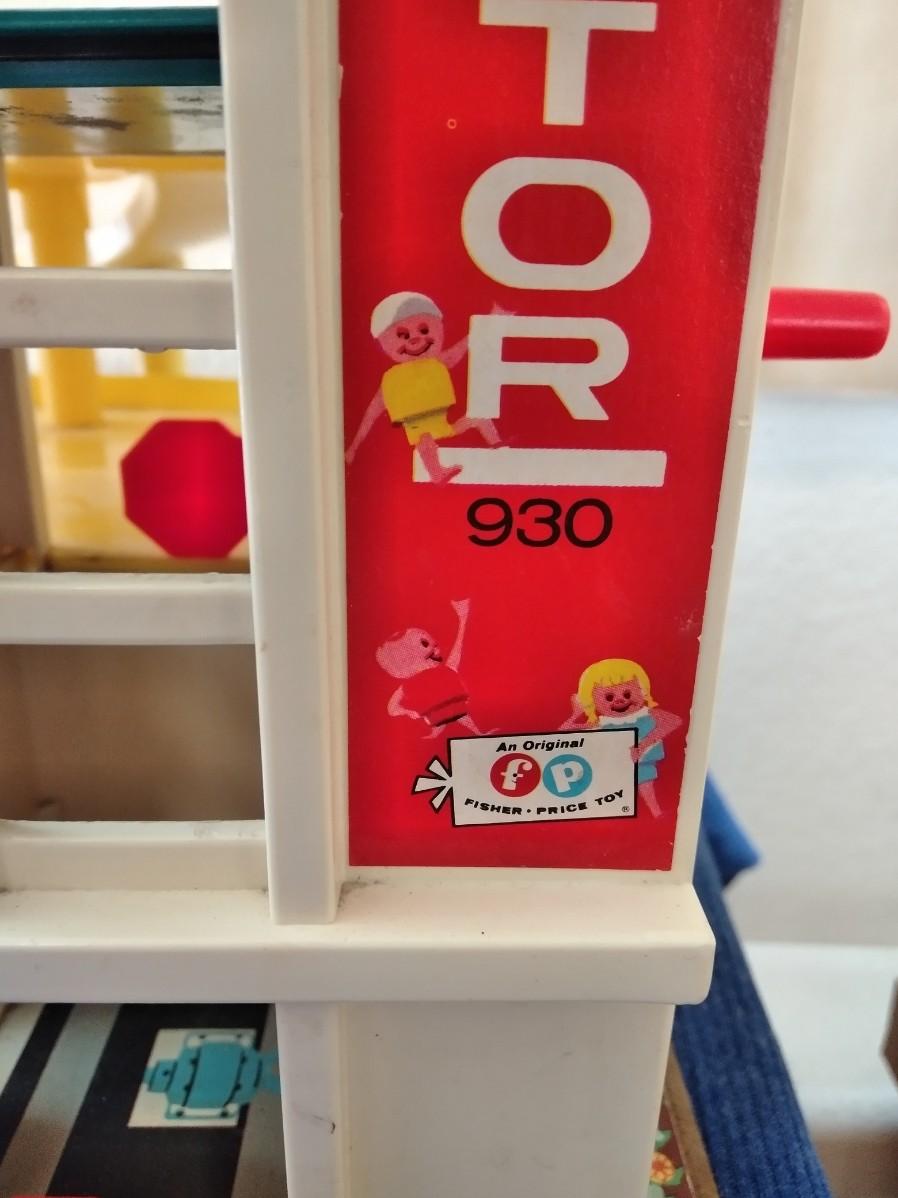 T
O
R
930
An Original
fp
FISHER • PRICE TOY ®